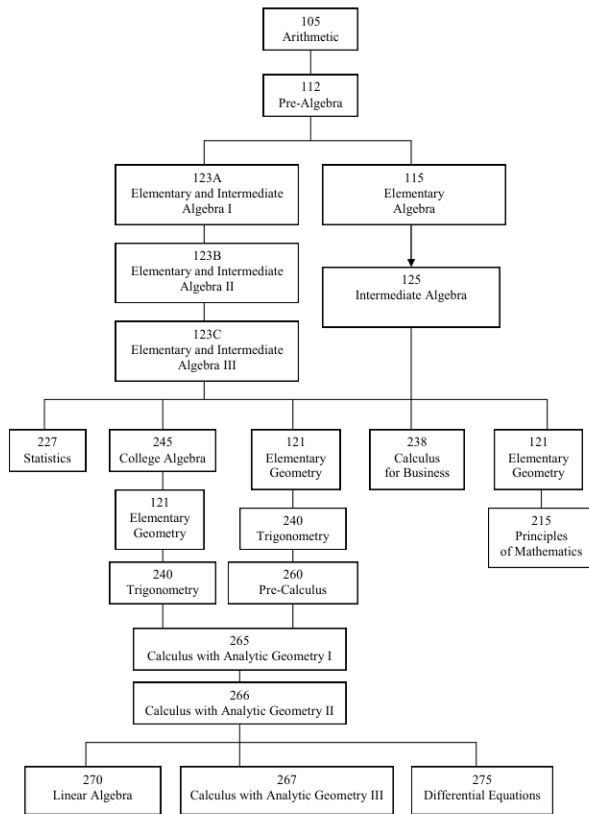 105
Arithmetic
112
Pre-Algebra
123A
Elementary and Intermediate
Algebra I
115
Elementary
Algebra
123B
Elementary and Intermediate
Algebra II
125
Intermediate Algebra
123C
Elementary and Intermediate
Algebra III
227
Statistics
245
College Algebra
121
Elementary
Geometry
238
Calculus
for Business
121
Elementary
Geometry
121
Elementary
Geometry
240
Trigonometry
215
Principles
of Mathematics
240
Trigonometry
260
Pre-Calculus
265
Calculus with Analytic Geometry I
266
Calculus with Analytic Geometry II
270
Linear Algebra
267
Calculus with Analytic Geometry III
275
Differential Equations